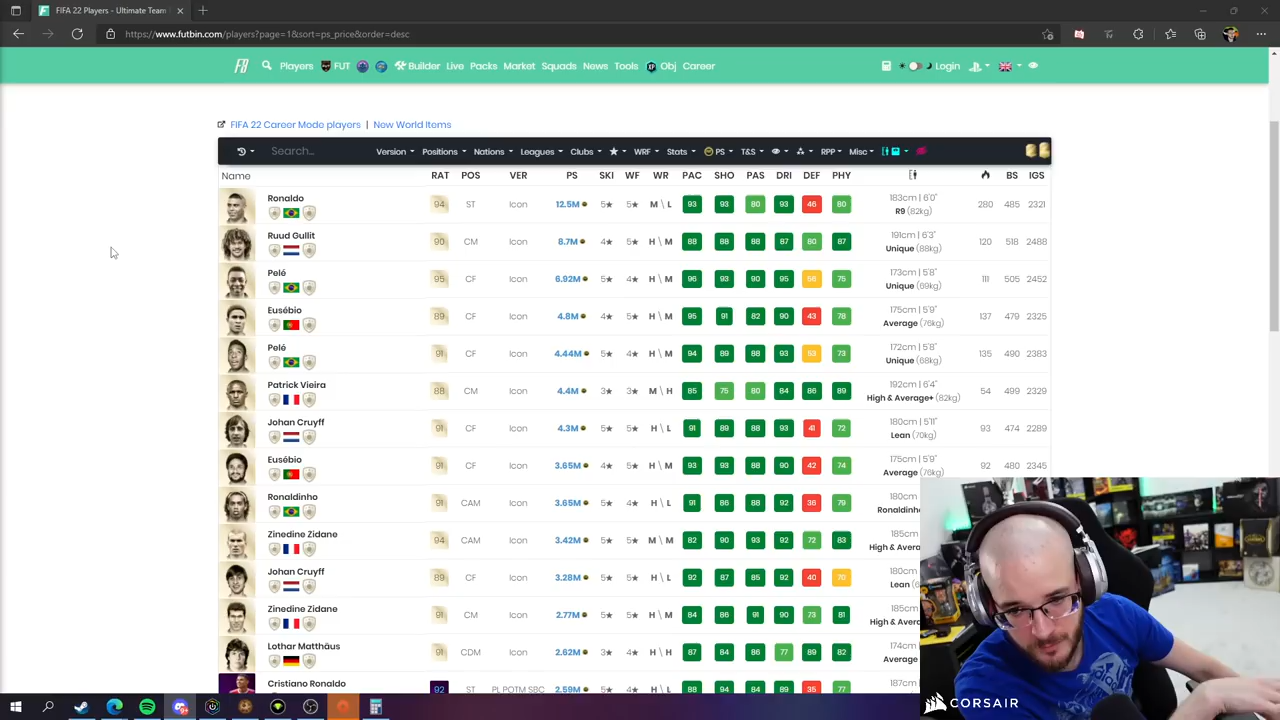 FIFA 22 Players - Ultimate Team
https://www.futbin.com/players?page=1&sort=ps_price&order=desc
FB Players FUT Builder Live Packs Market Squads News Tools Obj Career Login
FIFA 22 Career Mode players | New World Items
Search... Version Positions Nations Leagues Clubs WRF Stats PS T&S RPP Misc
Name RAT POS VER PS SKI WF WR PAC SHO PAS DRI DEF PHY BS IGS
Ronaldo 94 ST Icon 12.5M 5★ 5★ M \ L 93 93 80 93 46 80 183cm | 6'0" R9 (82kg) 280 485 2321
Ruud Gullit 90 CM Icon 8.7M 4★ 5★ H \ M 88 88 88 87 80 87 191cm | 6'3" Unique (88kg) 120 518 2488
Pelé 95 CF Icon 6.92M 5★ 5★ H \ M 96 93 90 95 56 75 173cm | 5'8" Unique (69kg) 111 505 2452
Eusébio 89 CF Icon 4.8M 4★ 5★ H \ M 95 91 82 90 43 78 175cm | 5'9" Average (76kg) 137 479 2325
Pelé 91 CF Icon 4.44M 5★ 4★ H \ M 94 89 88 93 53 73 172cm | 5'8" Unique (68kg) 135 490 2383
Patrick Vieira 88 CM Icon 4.4M 3★ 3★ M \ H 85 75 80 84 86 89 192cm | 6'4" High & Average+ (82kg) 54 499 2329
Johan Cruyff 91 CF Icon 4.3M 5★ 5★ H \ L 91 89 88 93 41 72 180cm | 5'11" Lean (70kg) 93 474 2289
Eusébio 91 CF Icon 3.65M 4★ 5★ H \ M 93 93 88 90 42 74 175cm | 5'9" Average (76kg) 92 480 2345
Ronaldinho 91 CAM Icon 3.65M 5★ 4★ H \ L 91 86 88 92 36 79 180cm Ronaldinho
Zinedine Zidane 94 CAM Icon 3.42M 5★ 5★ M \ M 82 90 93 92 72 83 185cm High & Avera
Johan Cruyff 89 CF Icon 3.28M 5★ 5★ H \ L 92 87 85 92 40 70 180cm Lean
Zinedine Zidane 91 CM Icon 2.77M 5★ 5★ H \ M 84 86 91 90 73 81 185cm High & Avera
Lothar Matthäus 91 CDM Icon 2.62M 3★ 4★ H \ H 87 84 86 77 89 82 174cm Average
Cristiano Ronaldo 92 ST PL POTM SBC 2.59M 5★ 4★ H \ L 88 94 84 89 35 77 187cm
CORSAIR